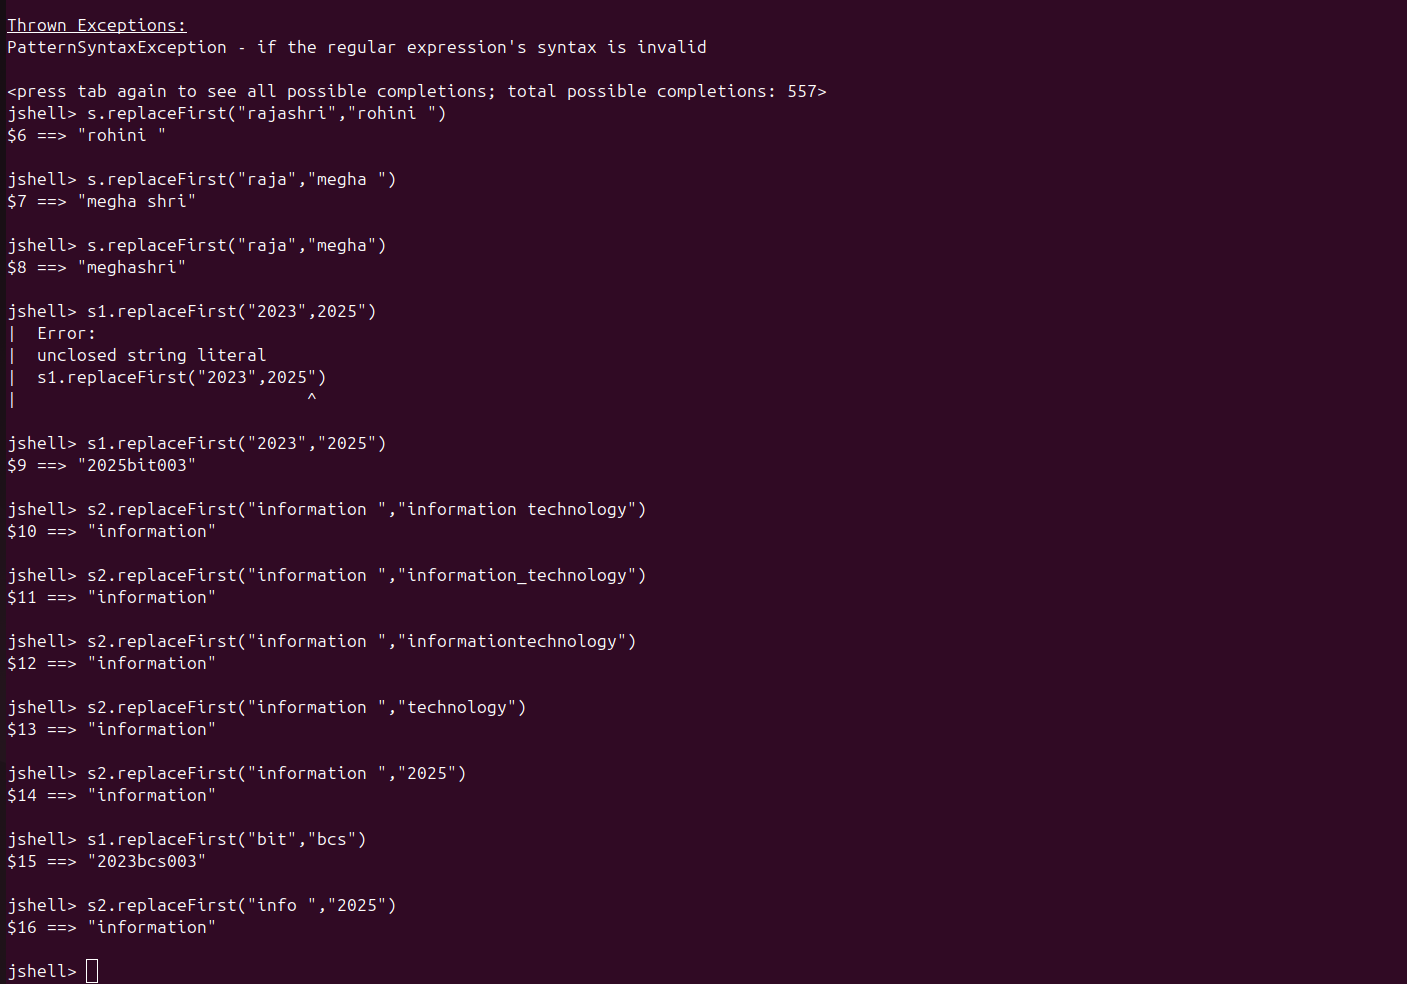 Thrown Exceptions:
PatternSyntaxException - if the regular expression's syntax is invalid
<press tab again to see all possible completions; total possible completions: 557>
jshell> s.replaceFirst("rajashri","rohini ")
$6 ==> "rohini "
jshell> s.replaceFirst("raja","megha ")
$7 ==> "megha shri"
jshell> s.replaceFirst("raja","megha")
$8 ==> "meghashri"
jshell> s1.replaceFirst("2023",2025")
|  Error:
|  unclosed string literal
|  s1.replaceFirst("2023",2025")
|                             ^
jshell> s1.replaceFirst("2023","2025")
$9 ==> "2025bit003"
jshell> s2.replaceFirst("information ","information technology")
$10 ==> "information"
jshell> s2.replaceFirst("information ","information_technology")
$11 ==> "information"
jshell> s2.replaceFirst("information ","informationtechnology")
$12 ==> "information"
jshell> s2.replaceFirst("information ","technology")
$13 ==> "information"
jshell> s2.replaceFirst("information ","2025")
$14 ==> "information"
jshell> s1.replaceFirst("bit","bcs")
$15 ==> "2023bcs003"
jshell> s2.replaceFirst("info ","2025")
$16 ==> "information"
jshell>